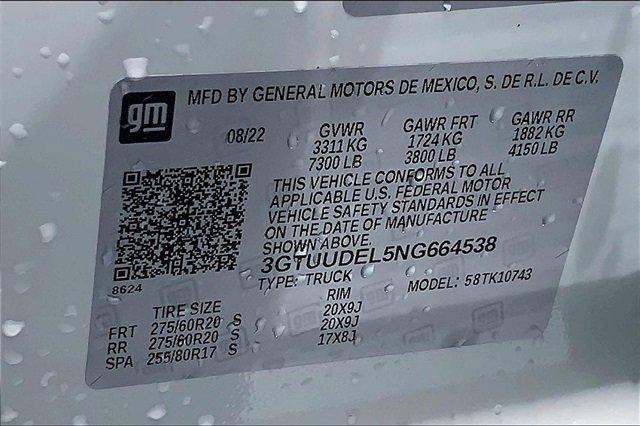 gm
MFD BY GENERAL MOTORS DE MEXICO, S. DE R.L. DE C.V.
08/22 GVWR GAWR FRT GAWR RR
3311 KG 1724 KG 1882 KG
7300 LB 3800 LB 4150 LB
THIS VEHICLE CONFORMS TO ALL
APPLICABLE U.S. FEDERAL MOTOR
VEHICLE SAFETY STANDARDS IN EFFECT
ON THE DATE OF MANUFACTURE
SHOWN ABOVE.
3GTUUDEL5NG664538
8624 TYPE: TRUCK MODEL: 58TK10743
TIRE SIZE RIM
FRT 275/60R20 S 20X9J
RR 275/60R20 S 20X9J
SPA 255/80R17 S 17X8J